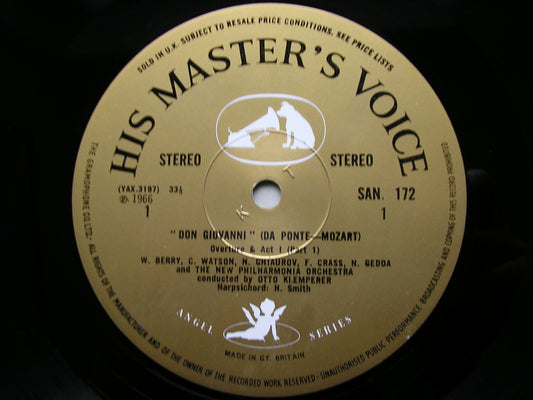 SOLD IN U.K. SUBJECT TO RESALE PRICE CONDITIONS, SEE PRICE LISTS
HIS MASTER'S VOICE
STEREO STEREO
(YAX.3197) 33⅓ SAN. 172
Ⓟ 1966
1 1
K T
"DON GIOVANNI" (DA PONTE—MOZART)
Overture & Act I (Part 1)
W. BERRY, C. WATSON, N. GHIAUROV, F. CRASS, N. GEDDA
and THE NEW PHILHARMONIA ORCHESTRA
conducted by OTTO KLEMPERER
Harpsichord: H. Smith
ANGEL SERIES
MADE IN GT. BRITAIN
THE GRAMOPHONE CO. LTD. · ALL RIGHTS OF THE MANUFACTURER AND OF THE OWNER OF THE RECORDED WORK RESERVED · UNAUTHORISED PUBLIC PERFORMANCE BROADCASTING AND COPYING OF THIS RECORD PROHIBITED